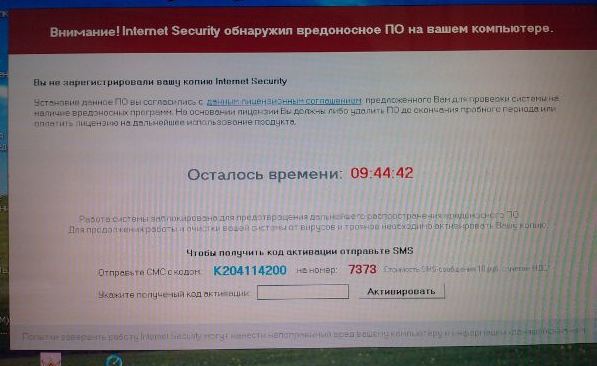 Внимание! Internet Security обнаружил вредоносное ПО на вашем компьютере.
Вы не зарегистрировали вашу копию Internet Security
Установив данное ПО вы согласились с данным лицензионным соглашением предложенного Вам для проверки системы на
наличие вредоносных программ. На основании лицензии Вы должны либо удалить ПО до окончания пробного периода или
оплатить лицензию на дальнейшее использование продукта.
Осталось времени: 09:44:42
Работа системы заблокирована для предотвращения дальнейшего распространения вредоносного ПО.
Для продолжения работы и очистки вашей системы от вирусов и троянов необходимо активировать Вашу копию.
Чтобы получить код активации отправьте SMS
Отправьте СМС с кодом: K204114200 на номер: 7373 Стоимость SMS-сообщения 10 руб. с учетом НДС
Укажите полученый код активации: Активировать
Попытки завершить работу Internet Security могут нанести непоправимый вред вашему компьютеру и информации